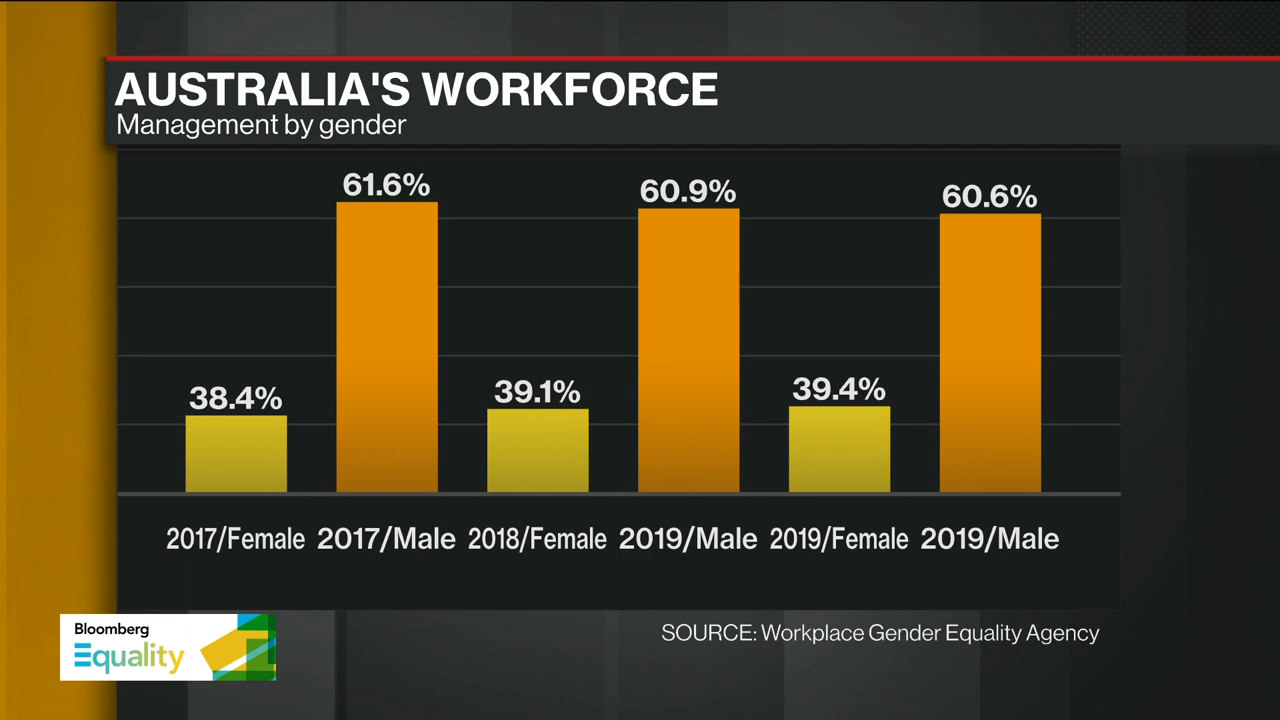 AUSTRALIA'S WORKFORCE
Management by gender
61.6%
60.9%
60.6%
38.4%
39.1%
39.4%
2017/Female 2017/Male 2018/Female 2019/Male 2019/Female 2019/Male
Bloomberg
Equality
SOURCE: Workplace Gender Equality Agency